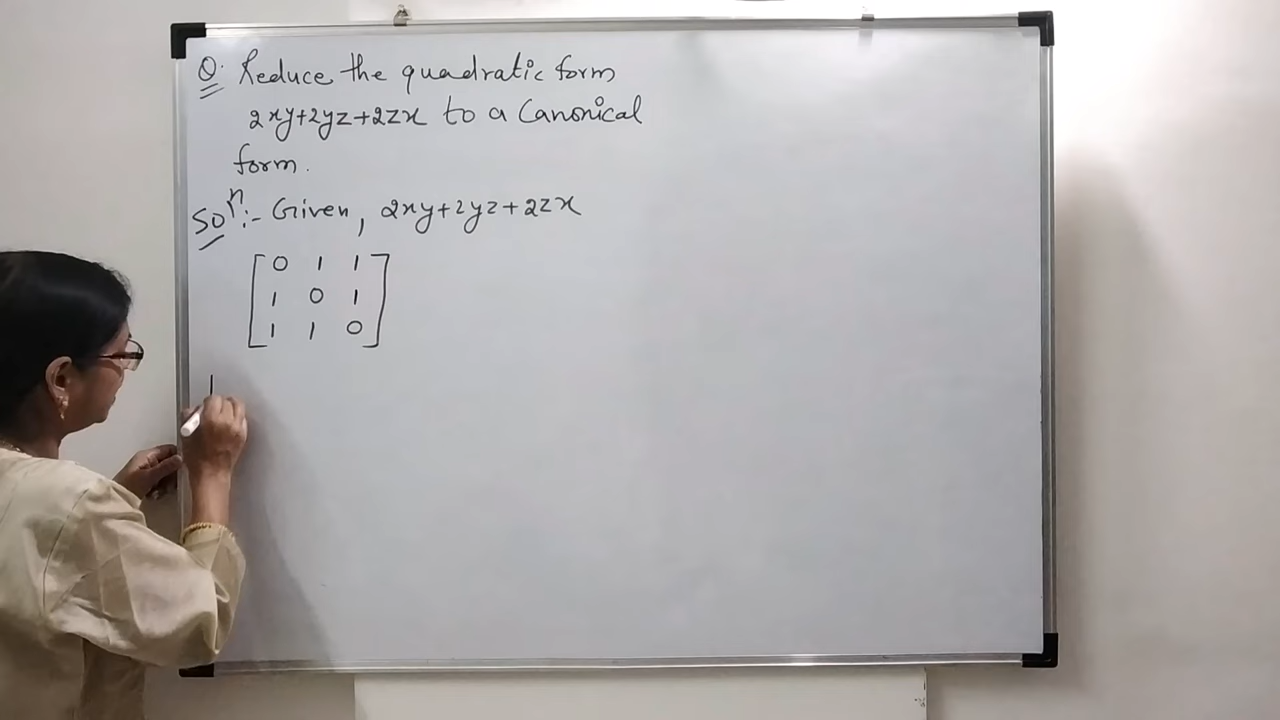 Q. Reduce the quadratic form
2xy+2yz+2zx to a Canonical
form.
Soln:- Given, 2xy+2yz+2zx
0 1 1
1 0 1
1 1 0